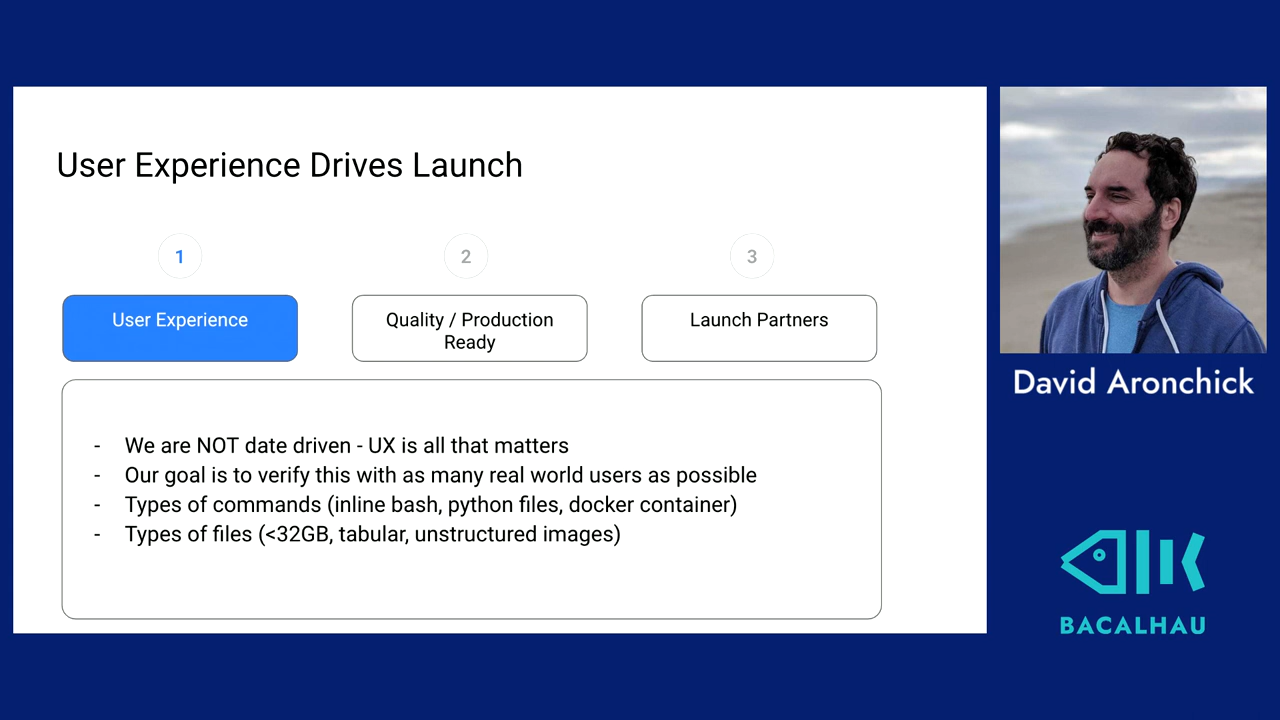 User Experience Drives Launch
1
2
3
User Experience
Quality / Production
Ready
Launch Partners
- We are NOT date driven - UX is all that matters
- Our goal is to verify this with as many real world users as possible
- Types of commands (inline bash, python files, docker container)
- Types of files (<32GB, tabular, unstructured images)
David Aronchick
BACALHAU